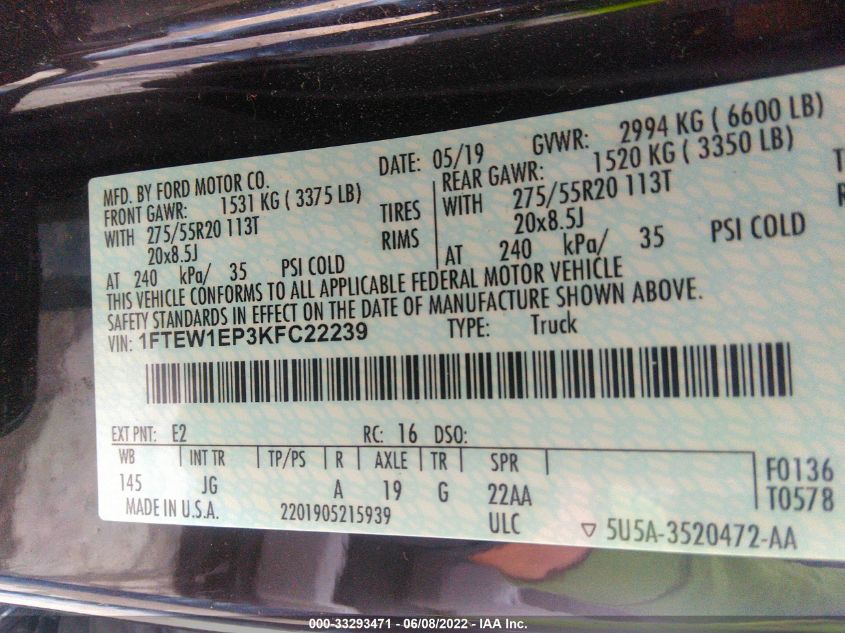 MFD. BY FORD MOTOR CO. DATE: 05/19 GVWR: 2994 KG ( 6600 LB)
FRONT GAWR: 1531 KG ( 3375 LB) REAR GAWR: 1520 KG ( 3350 LB)
WITH 275/55R20 113T TIRES WITH 275/55R20 113T
20x8.5J RIMS 20x8.5J
AT 240 kPa/ 35 PSI COLD AT 240 kPa/ 35 PSI COLD
THIS VEHICLE CONFORMS TO ALL APPLICABLE FEDERAL MOTOR VEHICLE
SAFETY STANDARDS IN EFFECT ON THE DATE OF MANUFACTURE SHOWN ABOVE.
VIN: 1FTEW1EP3KFC22239 TYPE: Truck
EXT PNT: E2 RC: 16 DSO:
WB INT TR TP/PS R AXLE TR SPR
145 JG A 19 G 22AA
F0136
T0578
MADE IN U.S.A. 2201905215939 ULC 5U5A-3520472-AA
000-33293471 - 06/08/2022 - IAA Inc.